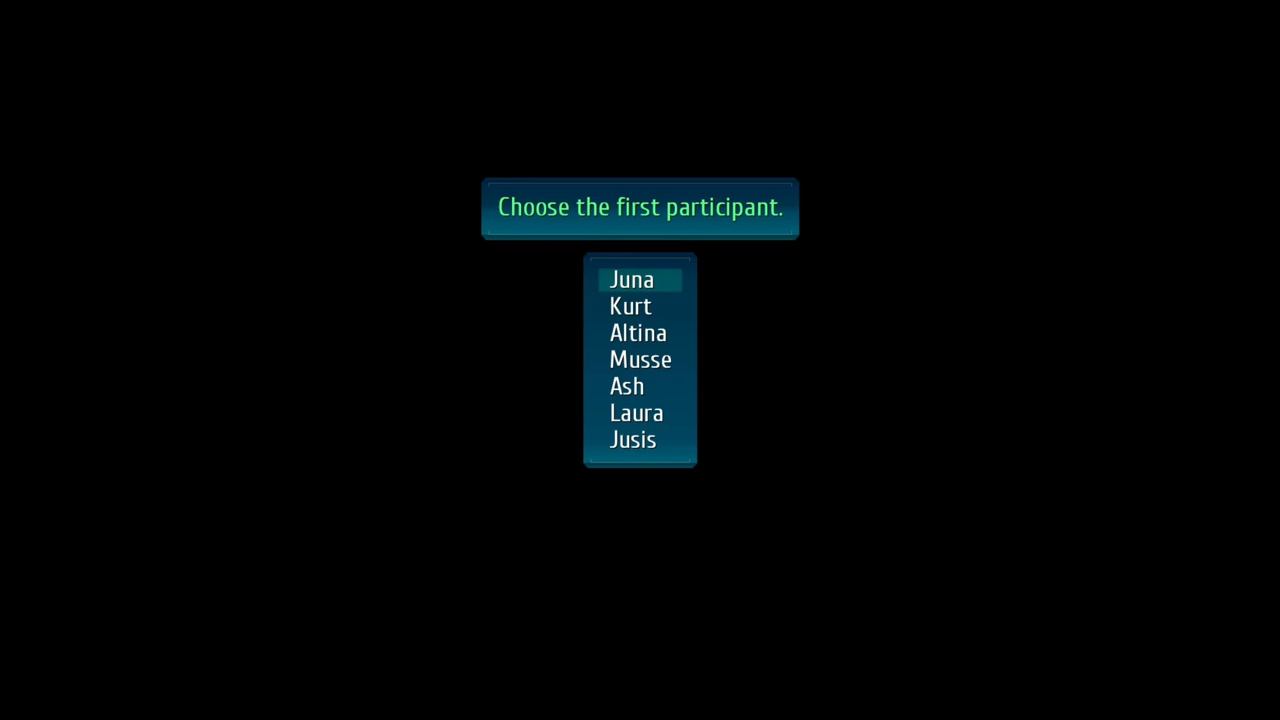 Choose the first participant.
Juna
Kurt
Altina
Musse
Ash
Laura
Jusis